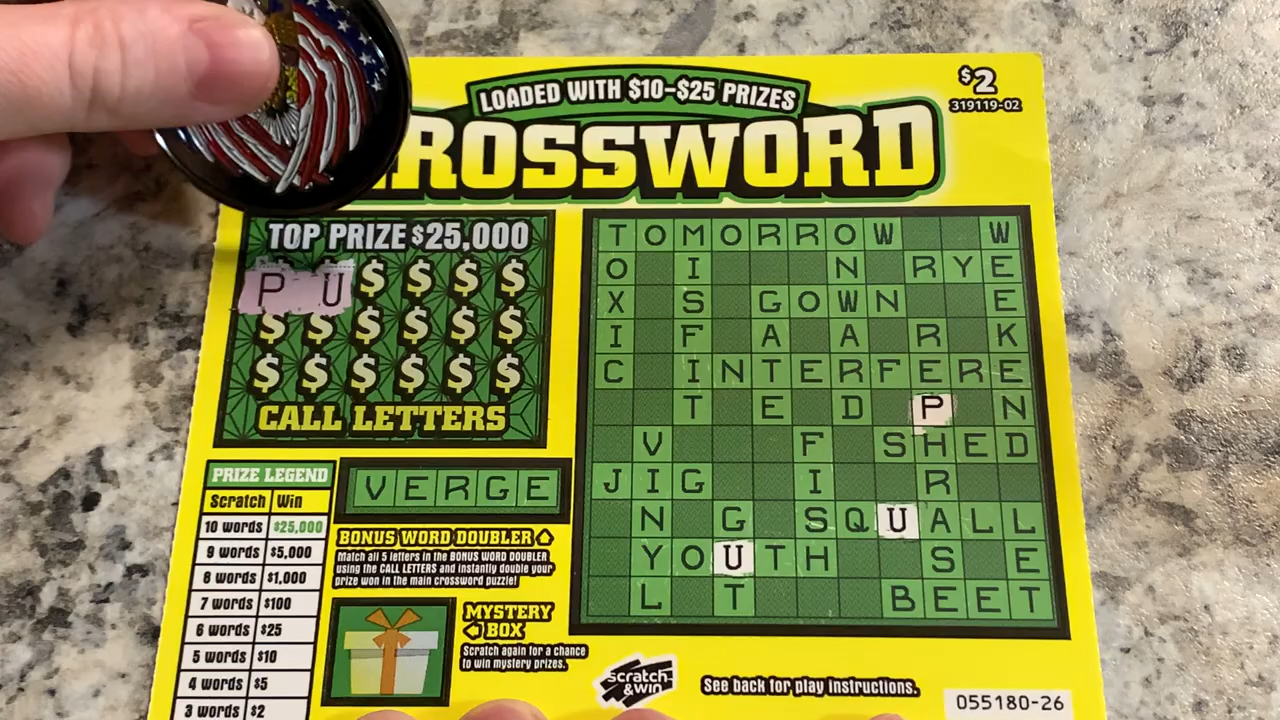 LOADED WITH $10-$25 PRIZES
$2
319119-02
ROSSWORD
TOP PRIZE $25,000
P U $ $ $ $
$ $ $ $ $ $
$ $ $ $ $ $
CALL LETTERS
T O M O R R O W W
O I N R Y E
X S G O W N E
I F A A R K
C I N T E R F E R E
T E D P N
V F S H E D
J I G I R
N G S Q U A L L
Y O U T H S E
L T B E E T
PRIZE LEGEND
Scratch Win
10 words $25,000
9 words $5,000
8 words $1,000
7 words $100
6 words $25
5 words $10
4 words $5
3 words $2
V E R G E
BONUS WORD DOUBLER
Match all 5 letters in the BONUS WORD DOUBLER
using the CALL LETTERS and instantly double your
prize won in the main crossword puzzle!
MYSTERY
BOX
Scratch again for a chance
to win mystery prizes.
Scratch
&Win
See back for play instructions.
055180-26